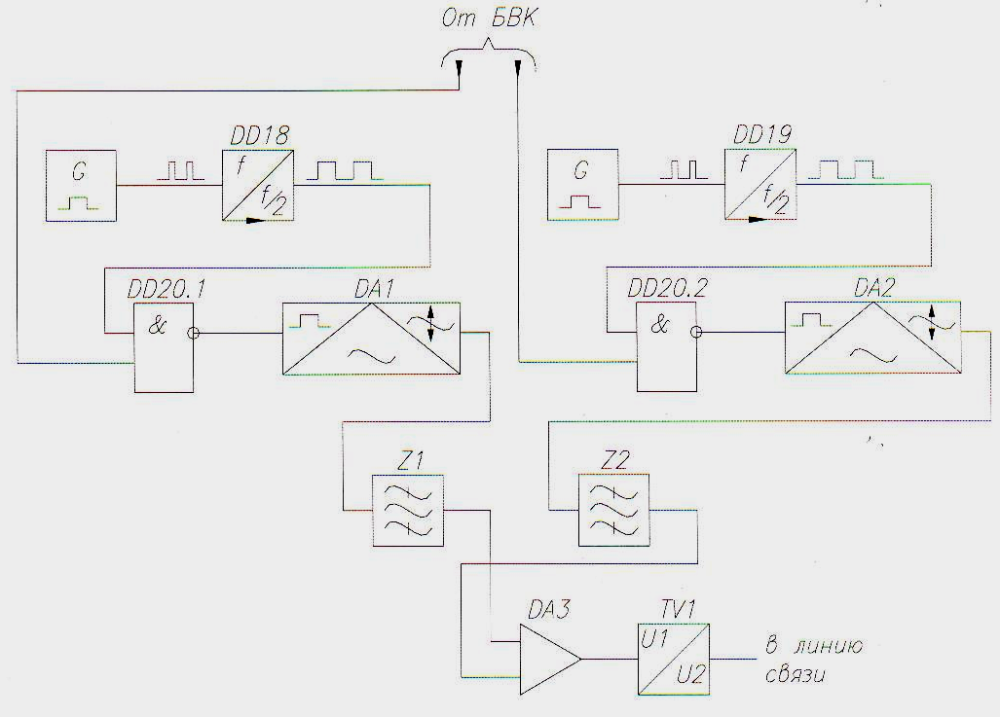 От БВК
DD18
DD19
G
f
f/2
G
f
f/2
DD20.1
DA1
DD20.2
DA2
&
&
Z1
Z2
DA3
TV1
U1
U2
в линию
связи